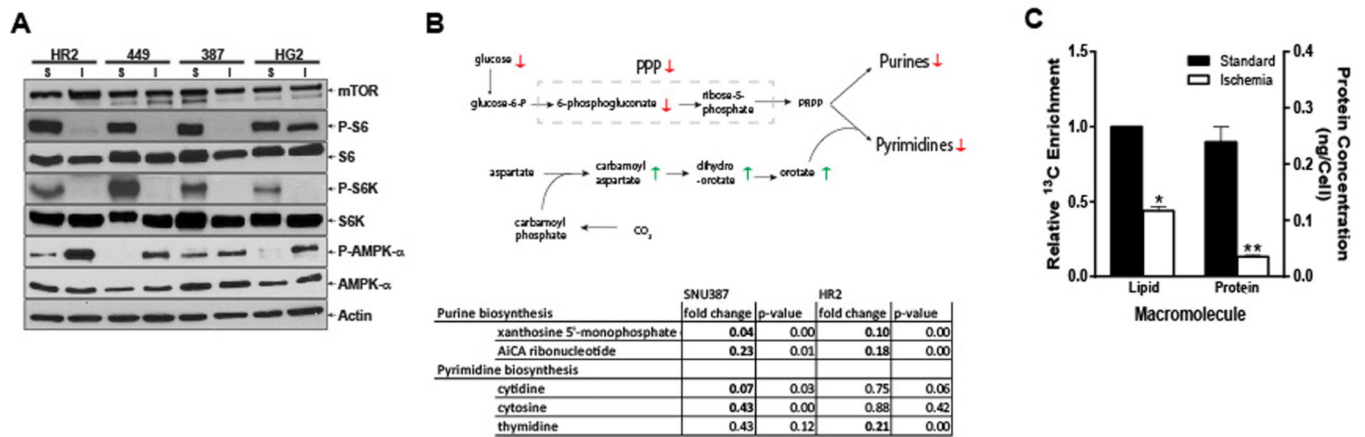 A
HR2 449 387 HG2
S I S I S I S I
mTOR
P-S6
S6
P-S6K
S6K
P-AMPK-α
AMPK-α
Actin
B
glucose ↓ PPP ↓ Purines ↓
glucose-6-P 6-phosphogluconate ↓ ribose-5-
phosphate PRPP
Pyrimidines ↓
aspartate carbamoyl
aspartate ↑ dihydro
-orotate ↑ orotate ↑
carbamoyl
phosphate CO2
SNU387 HR2
Purine biosynthesis fold change p-value fold change p-value
xanthosine 5'-monophosphate 0.04 0.00 0.10 0.00
AiCA ribonucleotide 0.23 0.01 0.18 0.00
Pyrimidine biosynthesis
cytidine 0.07 0.03 0.75 0.06
cytosine 0.43 0.00 0.88 0.42
thymidine 0.43 0.12 0.21 0.00
C
Relative 13C Enrichment
1.5
1.0
0.5
0.0
Standard
Ischemia
*
**
0.4
0.3
0.2
0.1
0.0
Protein Concentration
(ng/Cell)
Lipid Protein
Macromolecule